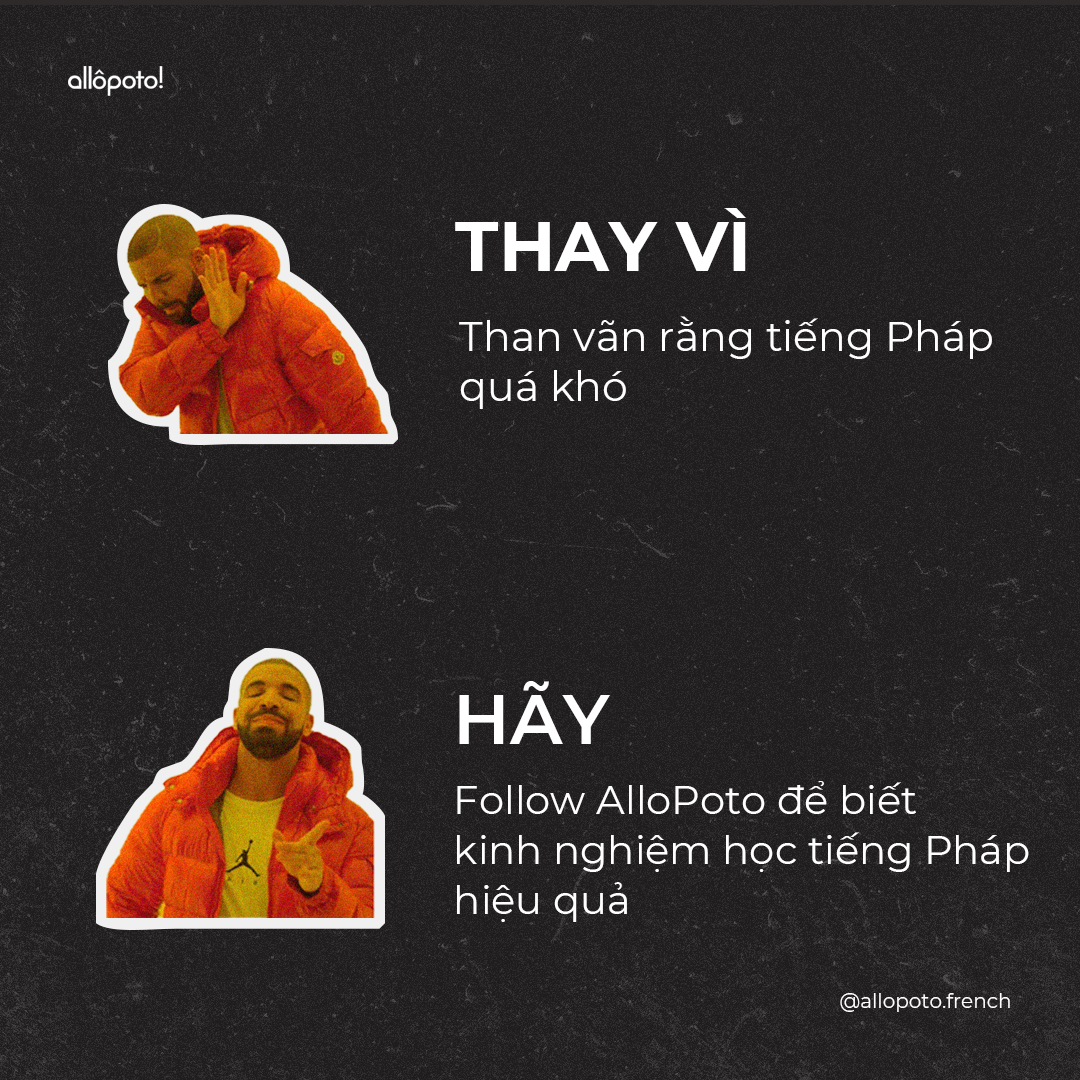 allôpoto!
THAY VÌ
Than vãn rằng tiếng Pháp
quá khó
HÃY
Follow AlloPoto để biết
kinh nghiệm học tiếng Pháp
hiệu quả
@allopoto.french